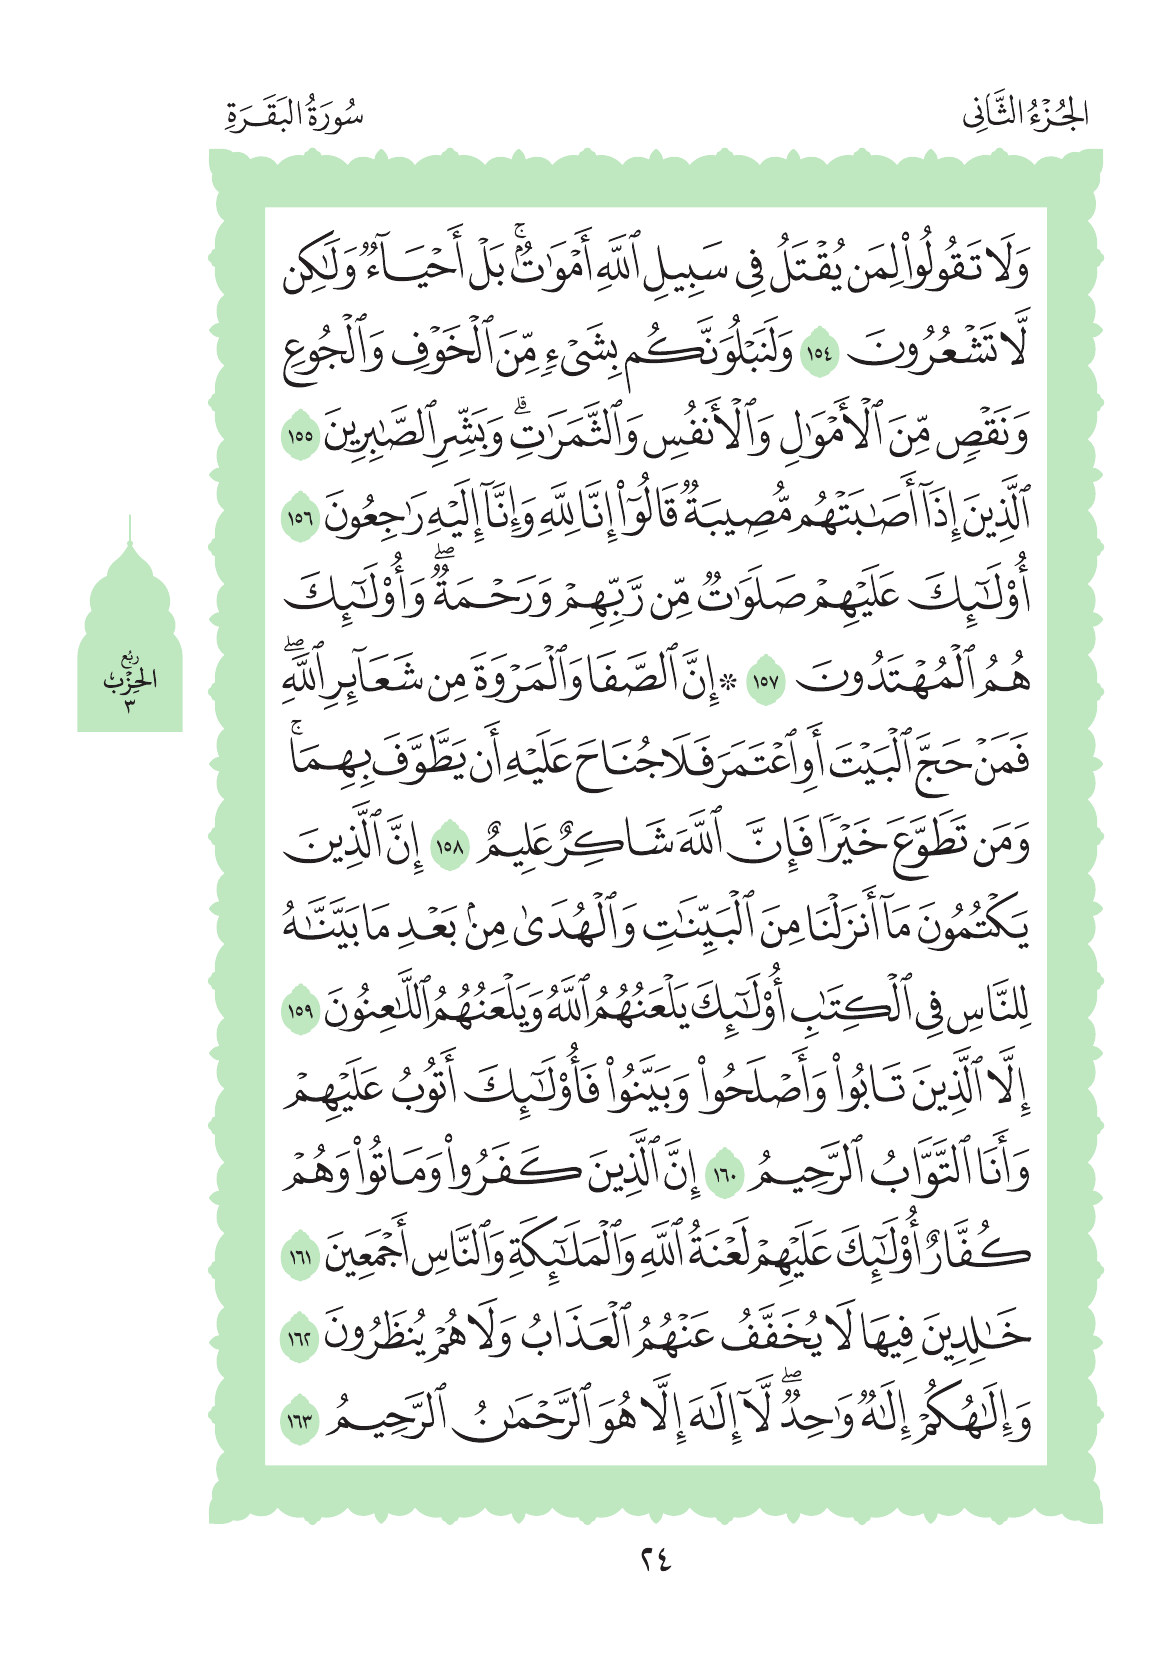 الجُزْءُ الثَّانِي
سُورَةُ البَقَرَةِ
وَلَا تَقُولُوا۟ لِمَن يُقْتَلُ فِى سَبِيلِ ٱللَّهِ أَمْوَٰتٌۢۚ بَلْ أَحْيَآءٌ وَلَٰكِن
لَّا تَشْعُرُونَ ١٥٤ وَلَنَبْلُوَنَّكُم بِشَىْءٍ مِّنَ ٱلْخَوْفِ وَٱلْجُوعِ
وَنَقْصٍ مِّنَ ٱلْأَمْوَٰلِ وَٱلْأَنفُسِ وَٱلثَّمَرَٰتِۗ وَبَشِّرِ ٱلصَّٰبِرِينَ ١٥٥
ٱلَّذِينَ إِذَآ أَصَٰبَتْهُم مُّصِيبَةٌ قَالُوٓا۟ إِنَّا لِلَّهِ وَإِنَّآ إِلَيْهِ رَٰجِعُونَ ١٥٦
أُو۟لَٰٓئِكَ عَلَيْهِمْ صَلَوَٰتٌ مِّن رَّبِّهِمْ وَرَحْمَةٌۖ وَأُو۟لَٰٓئِكَ
هُمُ ٱلْمُهْتَدُونَ ١٥٧ ۞ إِنَّ ٱلصَّفَا وَٱلْمَرْوَةَ مِن شَعَآئِرِ ٱللَّهِۖ
فَمَنْ حَجَّ ٱلْبَيْتَ أَوِ ٱعْتَمَرَ فَلَا جُنَاحَ عَلَيْهِ أَن يَطَّوَّفَ بِهِمَاۚ
وَمَن تَطَوَّعَ خَيْرًا فَإِنَّ ٱللَّهَ شَاكِرٌ عَلِيمٌ ١٥٨ إِنَّ ٱلَّذِينَ
يَكْتُمُونَ مَآ أَنزَلْنَا مِنَ ٱلْبَيِّنَٰتِ وَٱلْهُدَىٰ مِنۢ بَعْدِ مَا بَيَّنَّٰهُ
لِلنَّاسِ فِى ٱلْكِتَٰبِ أُو۟لَٰٓئِكَ يَلْعَنُهُمُ ٱللَّهُ وَيَلْعَنُهُمُ ٱللَّٰعِنُونَ ١٥٩
إِلَّا ٱلَّذِينَ تَابُوا۟ وَأَصْلَحُوا۟ وَبَيَّنُوا۟ فَأُو۟لَٰٓئِكَ أَتُوبُ عَلَيْهِمْ
وَأَنَا ٱلتَّوَّابُ ٱلرَّحِيمُ ١٦٠ إِنَّ ٱلَّذِينَ كَفَرُوا۟ وَمَاتُوا۟ وَهُمْ
كُفَّارٌ أُو۟لَٰٓئِكَ عَلَيْهِمْ لَعْنَةُ ٱللَّهِ وَٱلْمَلَٰٓئِكَةِ وَٱلنَّاسِ أَجْمَعِينَ ١٦١
خَٰلِدِينَ فِيهَا لَا يُخَفَّفُ عَنْهُمُ ٱلْعَذَابُ وَلَا هُمْ يُنظَرُونَ ١٦٢
وَإِلَٰهُكُمْ إِلَٰهٌ وَٰحِدٌۖ لَّآ إِلَٰهَ إِلَّا هُوَ ٱلرَّحْمَٰنُ ٱلرَّحِيمُ ١٦٣
رُبُع
الحِزْب
٣
٢٤